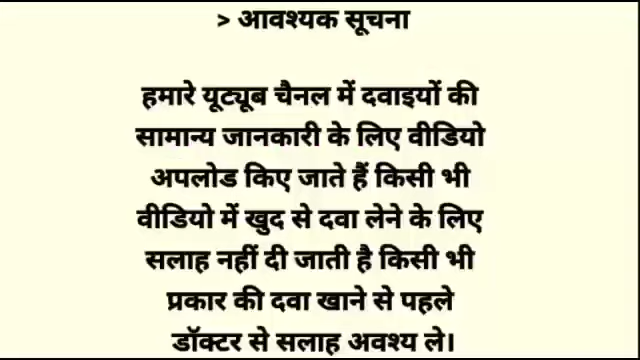 > आवश्यक सूचना
हमारे यूट्यूब चैनल में दवाइयों की
सामान्य जानकारी के लिए वीडियो
अपलोड किए जाते हैं किसी भी
वीडियो में खुद से दवा लेने के लिए
सलाह नहीं दी जाती है किसी भी
प्रकार की दवा खाने से पहले
डॉक्टर से सलाह अवश्य ले।